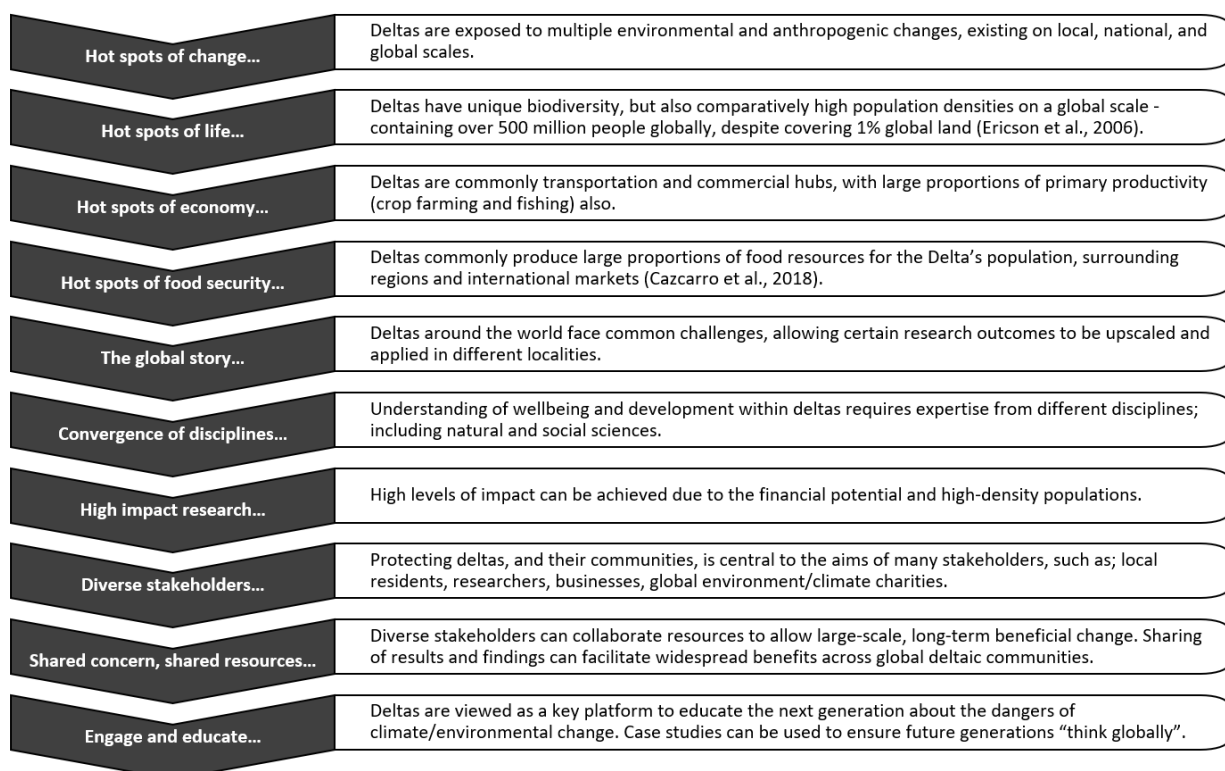 Hot spots of change...
Deltas are exposed to multiple environmental and anthropogenic changes, existing on local, national, and
global scales.
Hot spots of life...
Deltas have unique biodiversity, but also comparatively high population densities on a global scale -
containing over 500 million people globally, despite covering 1% global land (Ericson et al., 2006).
Hot spots of economy...
Deltas are commonly transportation and commercial hubs, with large proportions of primary productivity
(crop farming and fishing) also.
Hot spots of food security...
Deltas commonly produce large proportions of food resources for the Delta’s population, surrounding
regions and international markets (Cazcarro et al., 2018).
The global story...
Deltas around the world face common challenges, allowing certain research outcomes to be upscaled and
applied in different localities.
Convergence of disciplines...
Understanding of wellbeing and development within deltas requires expertise from different disciplines;
including natural and social sciences.
High impact research...
High levels of impact can be achieved due to the financial potential and high-density populations.
Diverse stakeholders...
Protecting deltas, and their communities, is central to the aims of many stakeholders, such as; local
residents, researchers, businesses, global environment/climate charities.
Shared concern, shared resources...
Diverse stakeholders can collaborate resources to allow large-scale, long-term beneficial change. Sharing
of results and findings can facilitate widespread benefits across global deltaic communities.
Engage and educate...
Deltas are viewed as a key platform to educate the next generation about the dangers of
climate/environmental change. Case studies can be used to ensure future generations “think globally”.